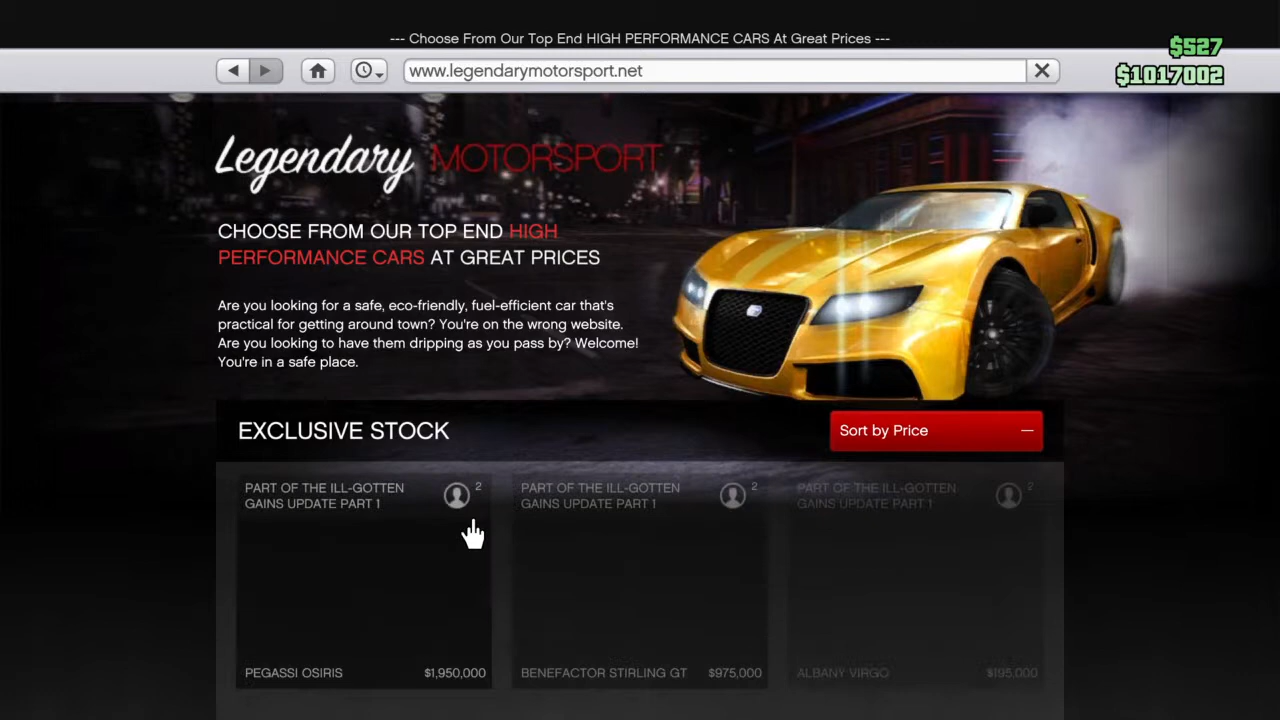 --- Choose From Our Top End HIGH PERFORMANCE CARS At Great Prices ---
$527
www.legendarymotorsport.net
$1017002
Legendary MOTORSPORT
CHOOSE FROM OUR TOP END HIGH
PERFORMANCE CARS AT GREAT PRICES
Are you looking for a safe, eco-friendly, fuel-efficient car that's
practical for getting around town? You're on the wrong website.
Are you looking to have them dripping as you pass by? Welcome!
You're in a safe place.
EXCLUSIVE STOCK
Sort by Price
PART OF THE ILL-GOTTEN
GAINS UPDATE PART 1
2
PEGASSI OSIRIS
$1,950,000
PART OF THE ILL-GOTTEN
GAINS UPDATE PART 1
2
BENEFACTOR STIRLING GT
$975,000
PART OF THE ILL-GOTTEN
GAINS UPDATE PART 1
2
ALBANY VIRGO
$195,000